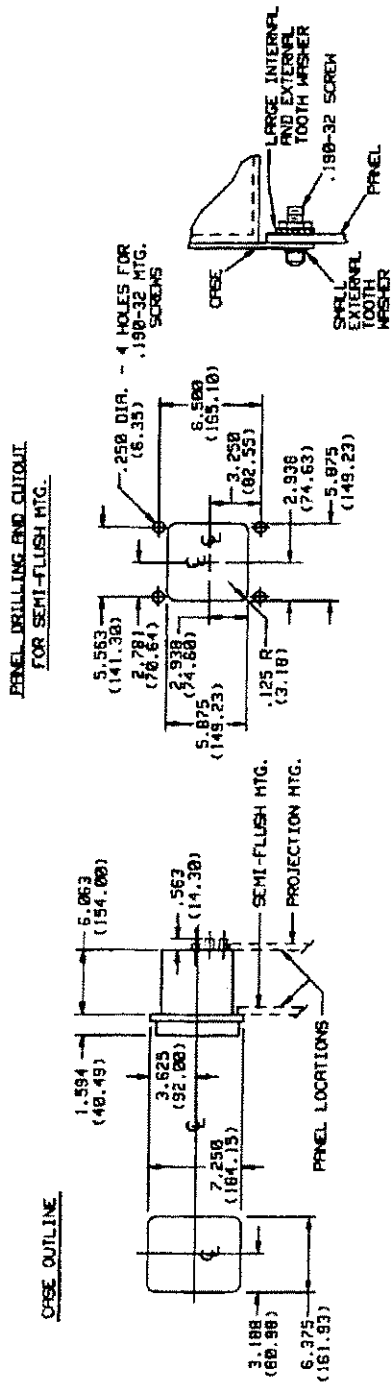 CASE OUTLINE
1.594
(40.49)
6.063
(154.00)
.563
(14.30)
3.625
(92.00)
7.250
(184.15)
3.188
(80.98)
6.375
(161.93)
SEMI-FLUSH MTG.
PROJECTION MTG.
PANEL LOCATIONS
PANEL DRILLING AND CUTOUT
FOR SEMI-FLUSH MTG.
5.563
(141.30)
2.781
(70.64)
2.938
(74.60)
5.875
(149.23)
.125 R
(3.18)
.250 DIA. - 4 HOLES FOR
(6.35) .190-32 MTG.
SCREWS
6.500
(165.10)
3.250
(82.55)
2.938
(74.63)
5.875
(149.23)
CASE
LARGE INTERNAL
AND EXTERNAL
TOOTH WASHER
.190-32 SCREW
SMALL
EXTERNAL
TOOTH
WASHER
PANEL